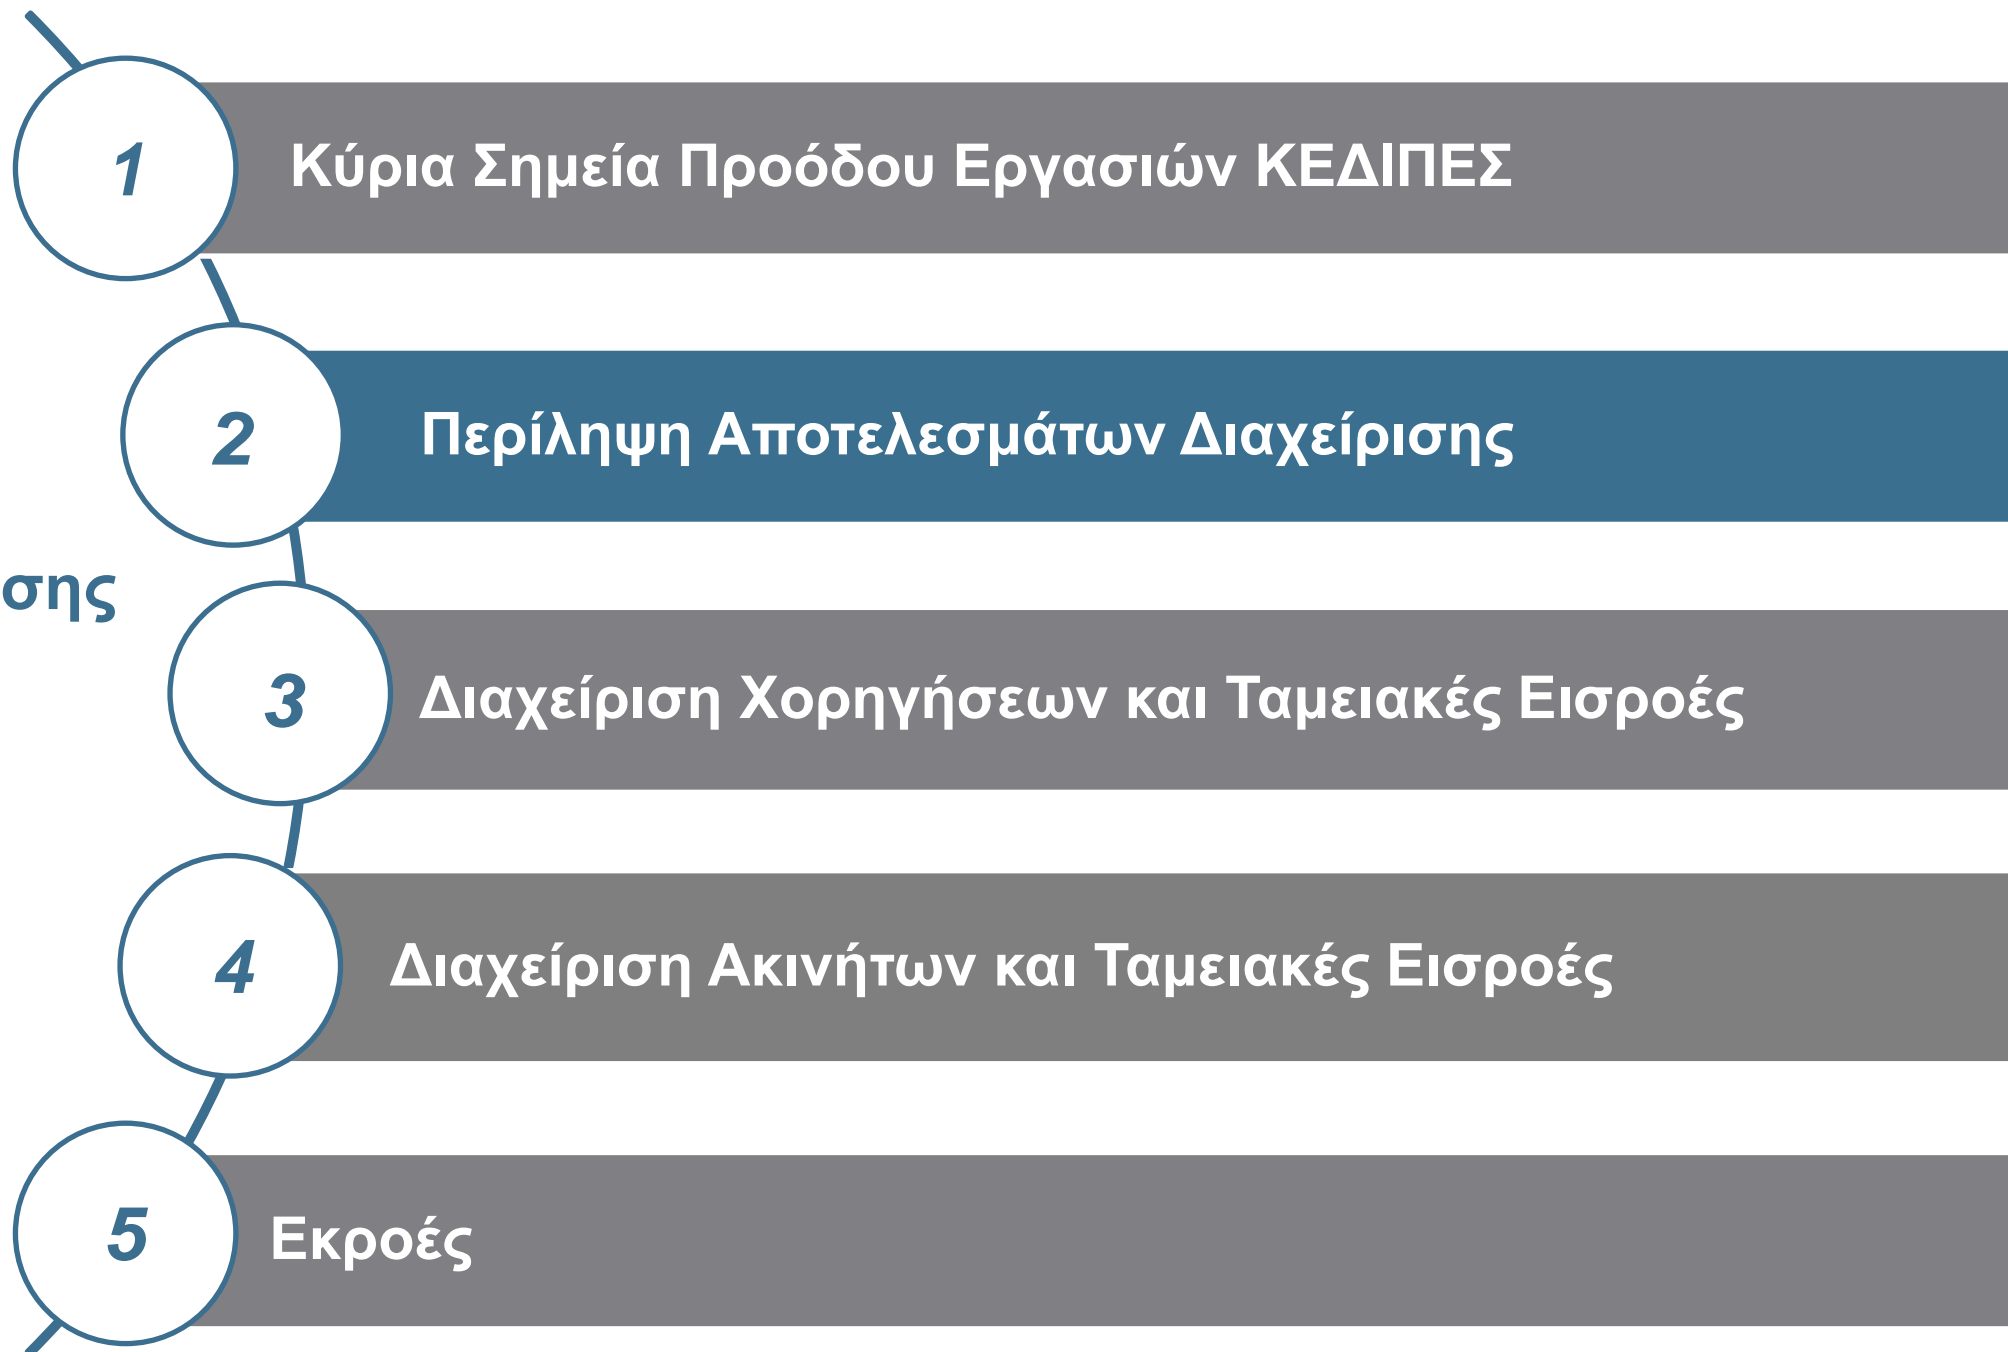 1 Κύρια Σημεία Προόδου Εργασιών ΚΕΔΙΠΕΣ
2 Περίληψη Αποτελεσμάτων Διαχείρισης
σης
3 Διαχείριση Χορηγήσεων και Ταμειακές Εισροές
4 Διαχείριση Ακινήτων και Ταμειακές Εισροές
5 Εκροές